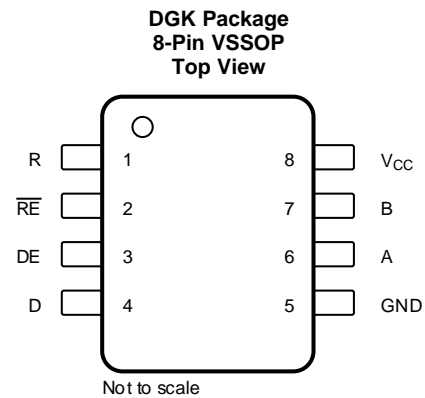 DGK Package
8-Pin VSSOP
Top View
R 1 8 VCC
RE 2 7 B
DE 3 6 A
D 4 5 GND
Not to scale